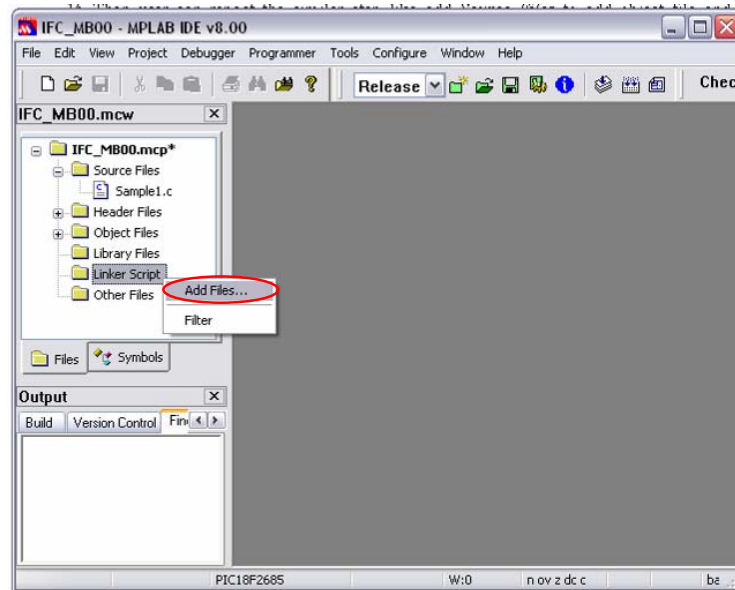 IFC_MB00 - MPLAB IDE v8.00
File Edit View Project Debugger Programmer Tools Configure Window Help
Release Chec
IFC_MB00.mcw
IFC_MB00.mcp*
Source Files
Sample1.c
Header Files
Object Files
Library Files
Linker Script
Add Files...
Other Files
Filter
Files Symbols
Output
Build Version Control Fin
PIC18F2685 W:0 n ov z dc c ba